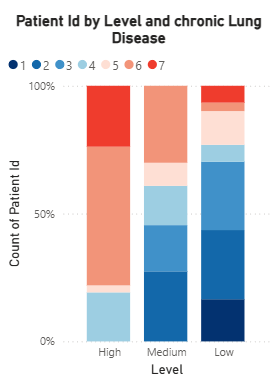 Patient Id by Level and chronic Lung
Disease
1 2 3 4 5 6 7
100%
50%
0%
Count of Patient Id
High Medium Low
Level